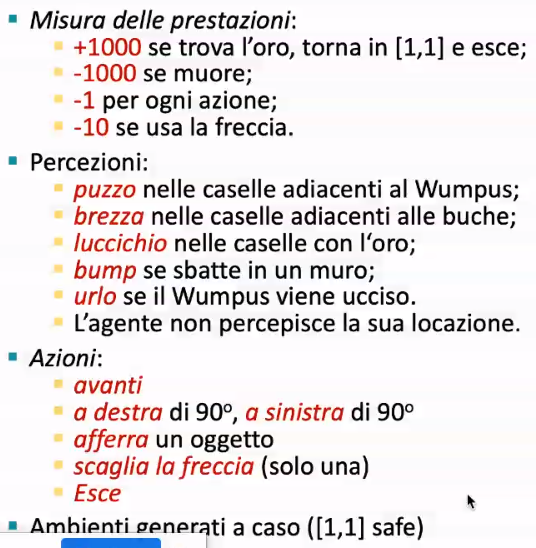 Misura delle prestazioni:
+1000 se trova l'oro, torna in [1,1] e esce;
-1000 se muore;
-1 per ogni azione;
-10 se usa la freccia.
Percezioni:
puzzo nelle caselle adiacenti al Wumpus;
brezza nelle caselle adiacenti alle buche;
luccichio nelle caselle con l‘oro;
bump se sbatte in un muro;
urlo se il Wumpus viene ucciso.
L'agente non percepisce la sua locazione.
Azioni:
avanti
a destra di 90º, a sinistra di 90º
afferra un oggetto
scaglia la freccia (solo una)
Esce
Ambienti generati a caso ([1,1] safe)